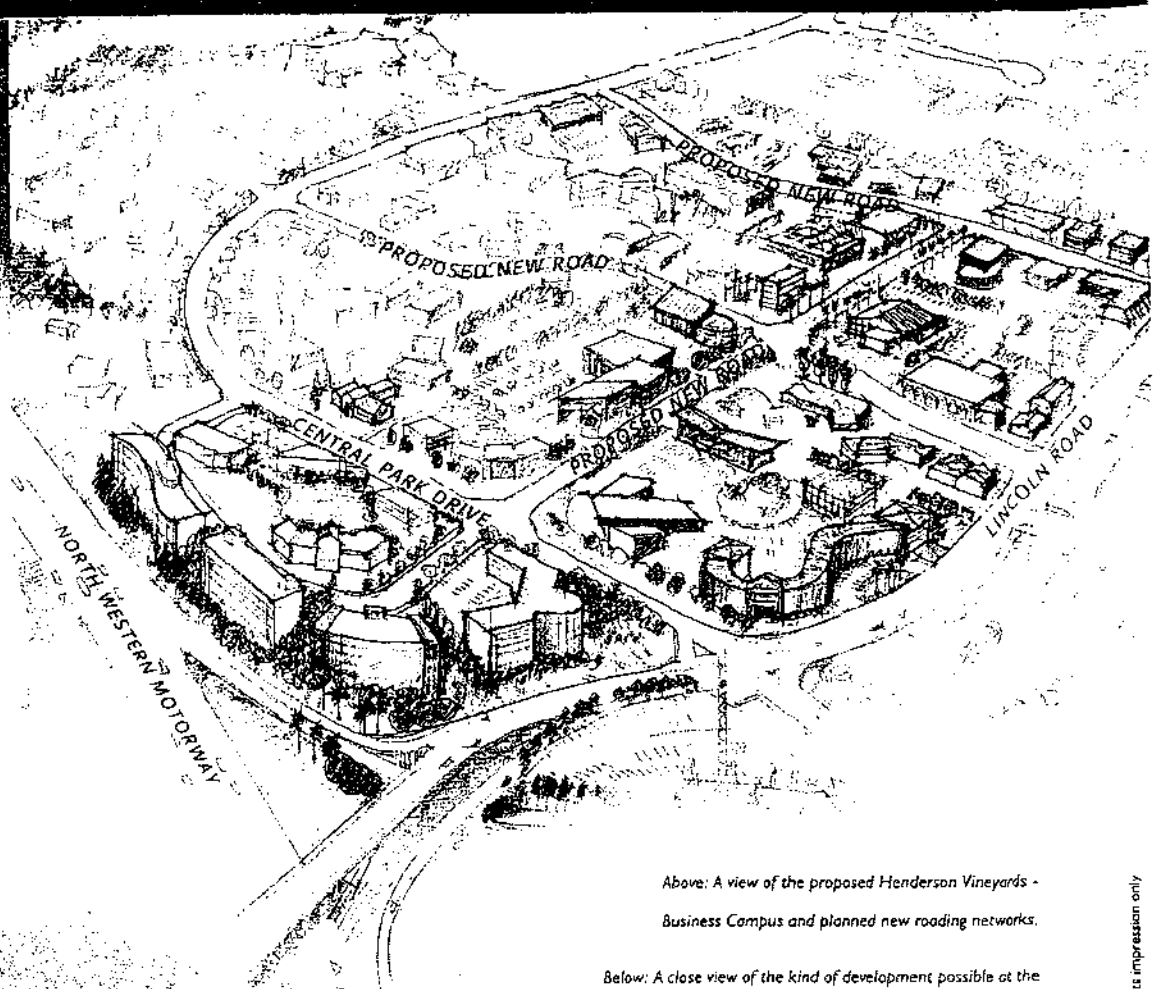 PROPOSED NEW ROAD
PROPOSED NEW ROAD
PROPOSED NEW ROAD
CENTRAL PARK DRIVE
LINCOLN ROAD
NORTH WESTERN MOTORWAY
Above: A view of the proposed Henderson Vineyards -
Business Campus and planned new roading networks.
Below: A close view of the kind of development possible at the
impression only